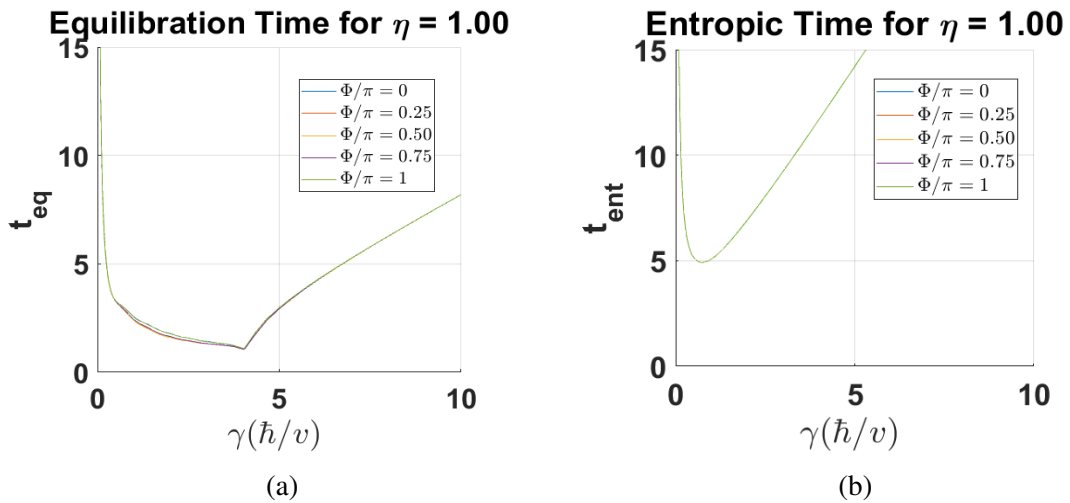 Equilibration Time for η = 1.00
15
10
5
0
t_eq
0 5 10
γ(ħ/v)
Φ/π = 0
Φ/π = 0.25
Φ/π = 0.50
Φ/π = 0.75
Φ/π = 1
(a)
Entropic Time for η = 1.00
15
10
5
0
t_ent
0 5 10
γ(ħ/v)
Φ/π = 0
Φ/π = 0.25
Φ/π = 0.50
Φ/π = 0.75
Φ/π = 1
(b)